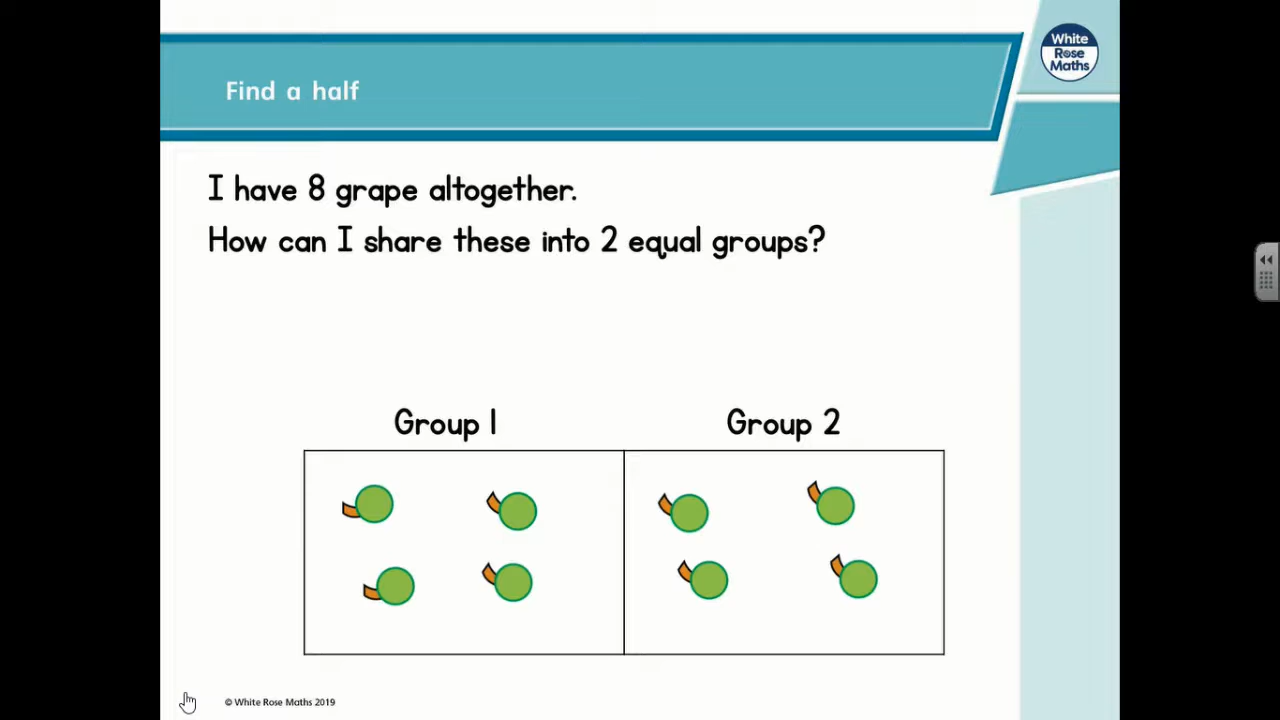 White
Rose
Maths
Find a half
I have 8 grape altogether.
How can I share these into 2 equal groups?
Group 1
Group 2
© White Rose Maths 2019